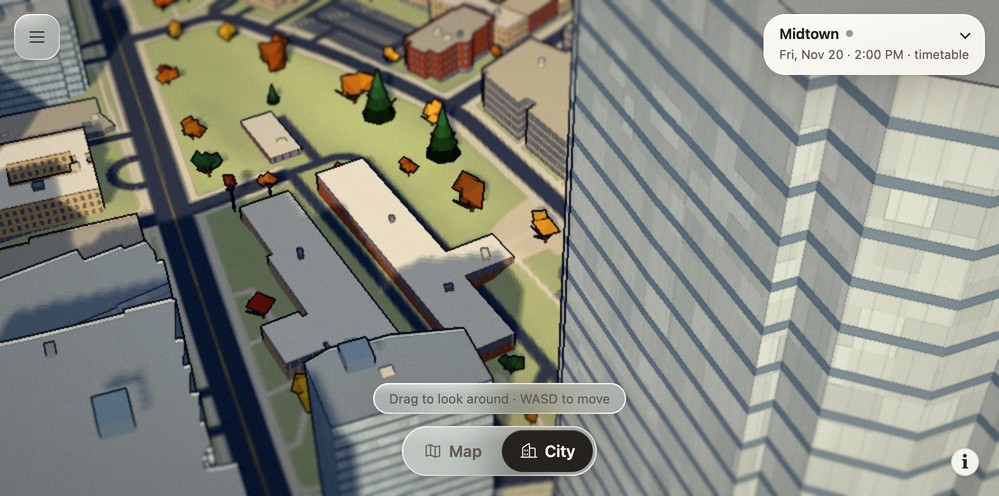 Midtown
Fri, Nov 20 · 2:00 PM · timetable
Drag to look around · WASD to move
Map
City
i